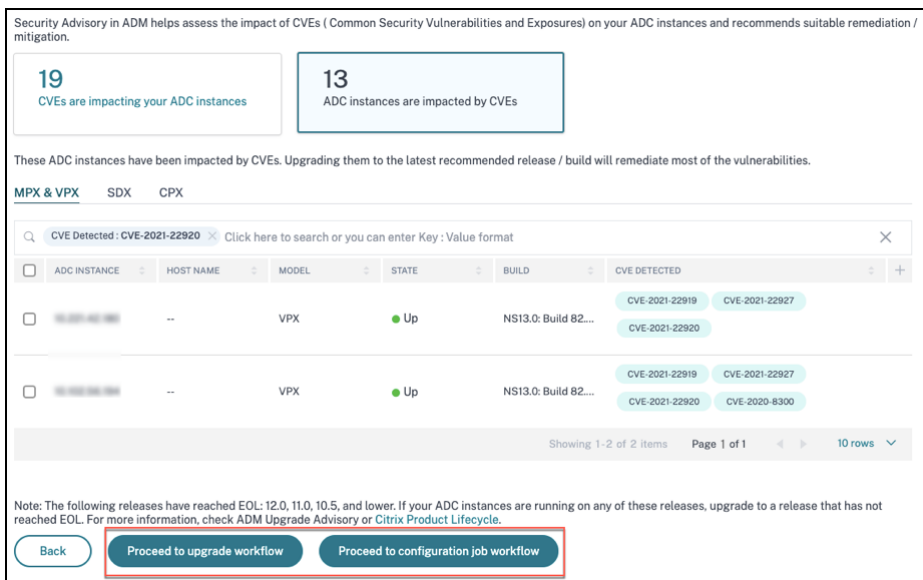 Security Advisory in ADM helps assess the impact of CVEs ( Common Security Vulnerabilities and Exposures) on your ADC instances and recommends suitable remediation /
mitigation.
19
CVEs are impacting your ADC instances
13
ADC instances are impacted by CVEs
These ADC instances have been impacted by CVEs. Upgrading them to the latest recommended release / build will remediate most of the vulnerabilities.
MPX & VPX SDX CPX
CVE Detected : CVE-2021-22920 × Click here to search or you can enter Key : Value format ×
ADC INSTANCE HOST NAME MODEL STATE BUILD CVE DETECTED +
-- VPX Up NS13.0: Build 82.... CVE-2021-22919 CVE-2021-22927
CVE-2021-22920
-- VPX Up NS13.0: Build 82.... CVE-2021-22919 CVE-2021-22927
CVE-2021-22920 CVE-2020-8300
Showing 1-2 of 2 items Page 1 of 1 10 rows
Note: The following releases have reached EOL: 12.0, 11.0, 10.5, and lower. If your ADC instances are running on any of these releases, upgrade to a release that has not
reached EOL. For more information, check ADM Upgrade Advisory or Citrix Product Lifecycle.
Back Proceed to upgrade workflow Proceed to configuration job workflow